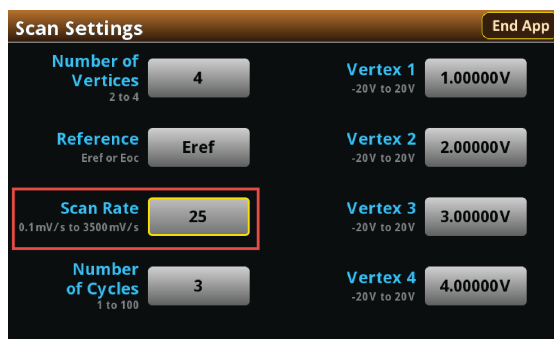 Scan Settings
End App
Number of
Vertices
2 to 4
4
Vertex 1
-20V to 20V
1.00000V
Reference
Eref or Eoc
Eref
Vertex 2
-20V to 20V
2.00000V
Scan Rate
0.1mV/s to 3500mV/s
25
Vertex 3
-20V to 20V
3.00000V
Number
of Cycles
1 to 100
3
Vertex 4
-20V to 20V
4.00000V